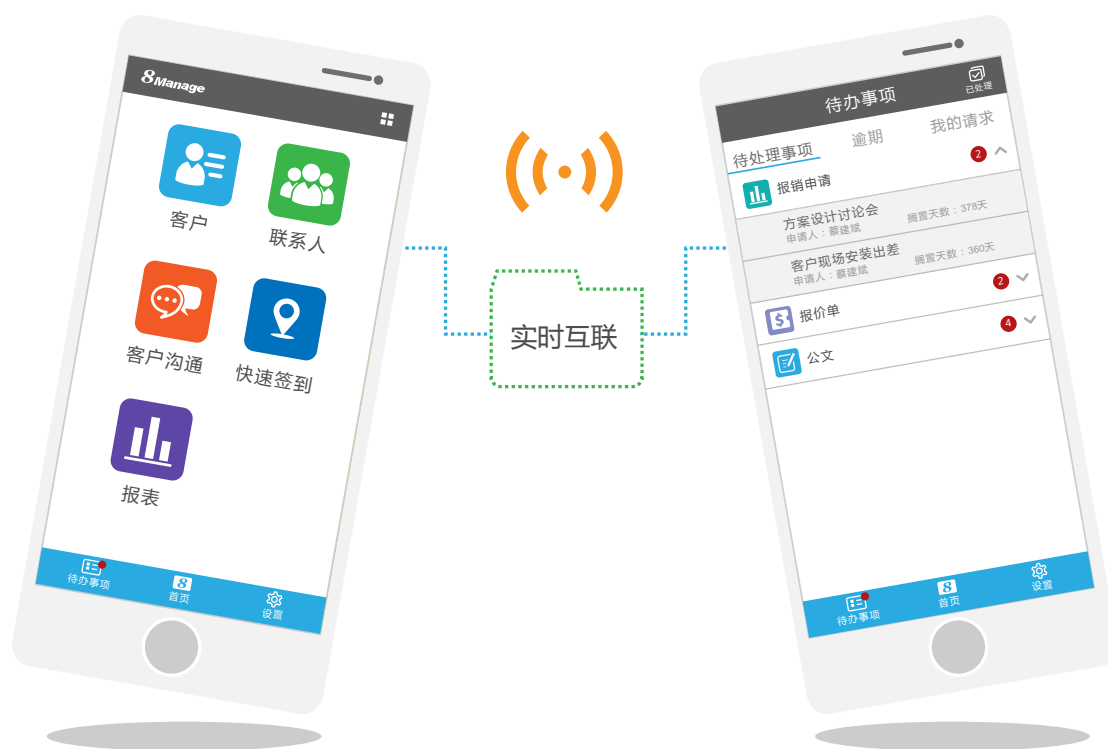 8Manage
客户
联系人
客户沟通
快速签到
报表
待办事项
首页
设置
实时互联
待办事项
已处理
待处理事项
逾期
我的请求
报销申请
2
方案设计讨论会
申请人：蔡建斌
搁置天数：378天
客户现场安装出差
申请人：蔡建斌
搁置天数：360天
报价单
2
公文
4
待办事项
8
首页
设置